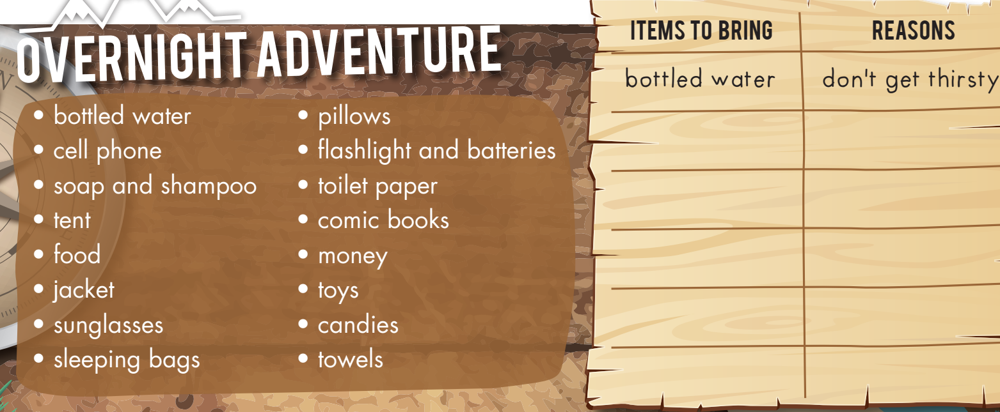 OVERNIGHT ADVENTURE
• bottled water
• cell phone
• soap and shampoo
• tent
• food
• jacket
• sunglasses
• sleeping bags
• pillows
• flashlight and batteries
• toilet paper
• comic books
• money
• toys
• candies
• towels
ITEMS TO BRING REASONS
bottled water don't get thirsty